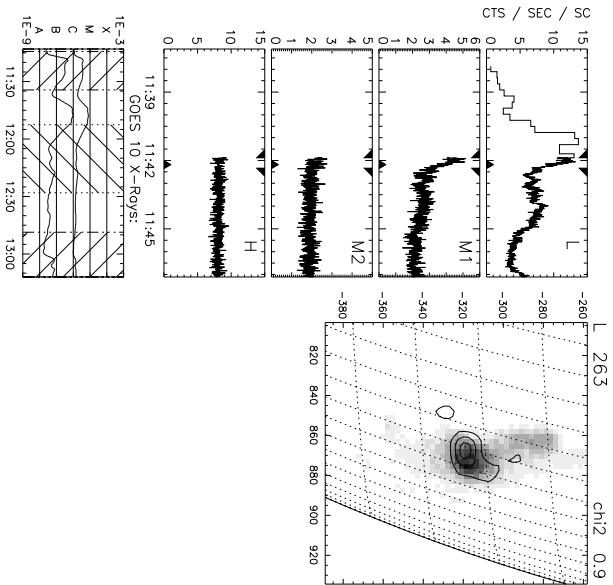 CTS / SEC / SC
15
10
5
0
L
6
5
4
3
2
1
0
M1
5
4
3
2
1
0
M2
15
10
5
0
H
11:39 11:42 11:45
GOES 10 X-Rays:
1E-3
X
M
C
B
A
1E-9
11:30 12:00 12:30 13:00
L 263 chi2 0.9
-260
-280
-300
-320
-340
-360
-380
820 840 860 880 900 920